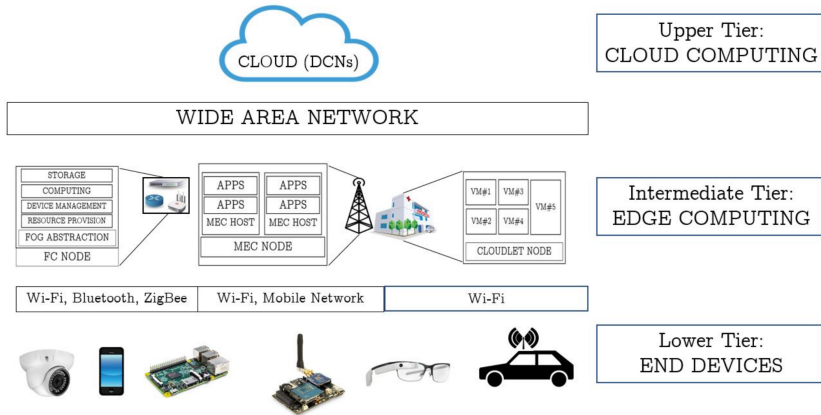 CLOUD (DCNs)
Upper Tier:
CLOUD COMPUTING
WIDE AREA NETWORK
STORAGE
COMPUTING
DEVICE MANAGEMENT
RESOURCE PROVISION
FOG ABSTRACTION
FC NODE
APPS
APPS
MEC HOST
APPS
APPS
MEC HOST
MEC NODE
VM#1
VM#3
VM#5
VM#2
VM#4
CLOUDLET NODE
Intermediate Tier:
EDGE COMPUTING
Wi-Fi, Bluetooth, ZigBee
Wi-Fi, Mobile Network
Wi-Fi
Lower Tier:
END DEVICES